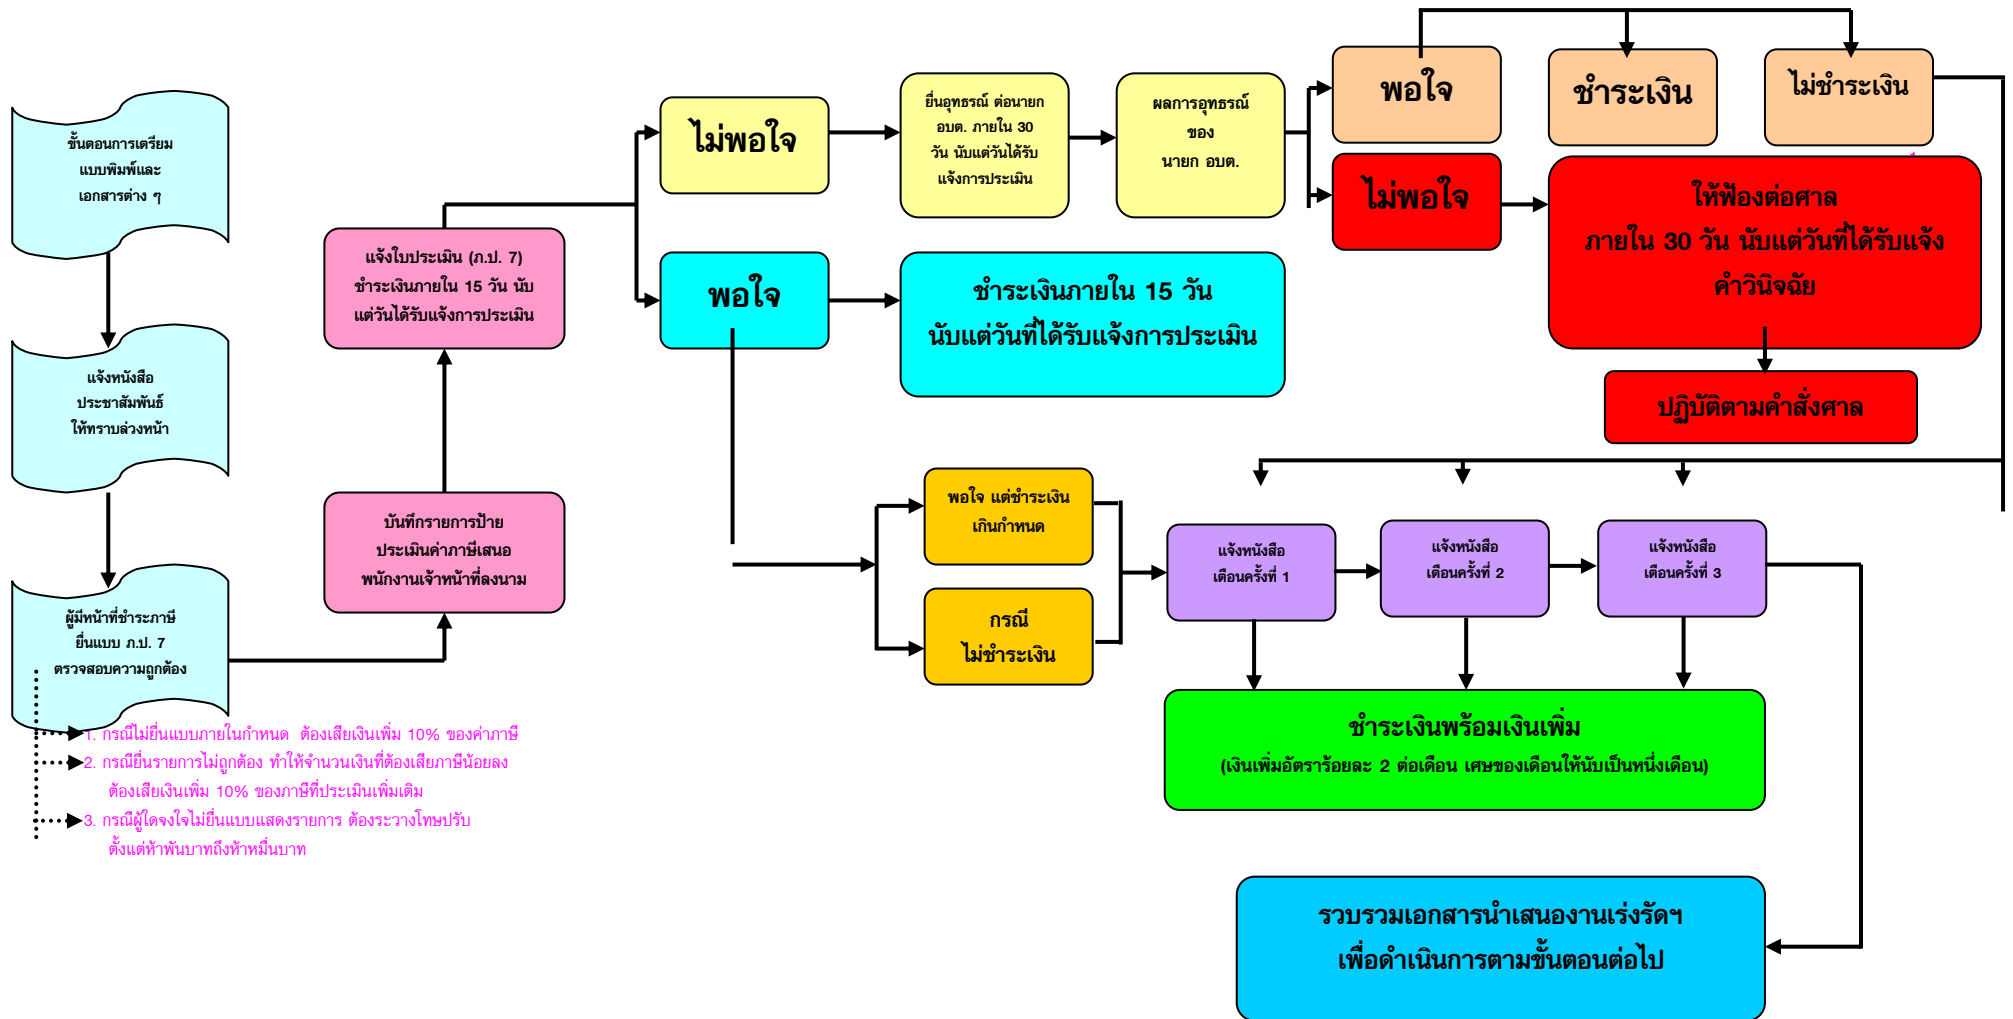 ขั้นตอนการเตรียม
แบบพิมพ์และ
เอกสารต่าง ๆ
แจ้งหนังสือ
ประชาสัมพันธ์
ให้ทราบล่วงหน้า
ผู้มีหน้าที่ชำระภาษี
ยื่นแบบ ภ.ป. 7
ตรวจสอบความถูกต้อง
1. กรณีไม่ยื่นแบบภายในกำหนด ต้องเสียเงินเพิ่ม 10% ของค่าภาษี
2. กรณียื่นรายการไม่ถูกต้อง ทำให้จำนวนเงินที่ต้องเสียภาษีน้อยลง
ต้องเสียเงินเพิ่ม 10% ของภาษีที่ประเมินเพิ่มเติม
3. กรณีผู้ใดจงใจไม่ยื่นแบบแสดงรายการ ต้องระวางโทษปรับ
ตั้งแต่ห้าพันบาทถึงห้าหมื่นบาท
แจ้งใบประเมิน (ภ.ป. 7)
ชำระเงินภายใน 15 วัน นับ
แต่วันได้รับแจ้งการประเมิน
บันทึกรายการป้าย
ประเมินค่าภาษีเสนอ
พนักงานเจ้าหน้าที่ลงนาม
ไม่พอใจ
ยื่นอุทธรณ์ ต่อนายก
อบต. ภายใน 30
วัน นับแต่วันได้รับ
แจ้งการประเมิน
ผลการอุทธรณ์
ของ
นายก อบต.
พอใจ
ชำระเงิน
ไม่ชำระเงิน
ไม่พอใจ
ให้ฟ้องต่อศาล
ภายใน 30 วัน นับแต่วันที่ได้รับแจ้ง
คำวินิจฉัย
ปฏิบัติตามคำสั่งศาล
พอใจ
ชำระเงินภายใน 15 วัน
นับแต่วันที่ได้รับแจ้งการประเมิน
พอใจ แต่ชำระเงิน
เกินกำหนด
กรณี
ไม่ชำระเงิน
แจ้งหนังสือ
เตือนครั้งที่ 1
แจ้งหนังสือ
เตือนครั้งที่ 2
แจ้งหนังสือ
เตือนครั้งที่ 3
ชำระเงินพร้อมเงินเพิ่ม
(เงินเพิ่มอัตราร้อยละ 2 ต่อเดือน เศษของเดือนให้นับเป็นหนึ่งเดือน)
รวบรวมเอกสารนำเสนองานเร่งรัดฯ
เพื่อดำเนินการตามขั้นตอนต่อไป